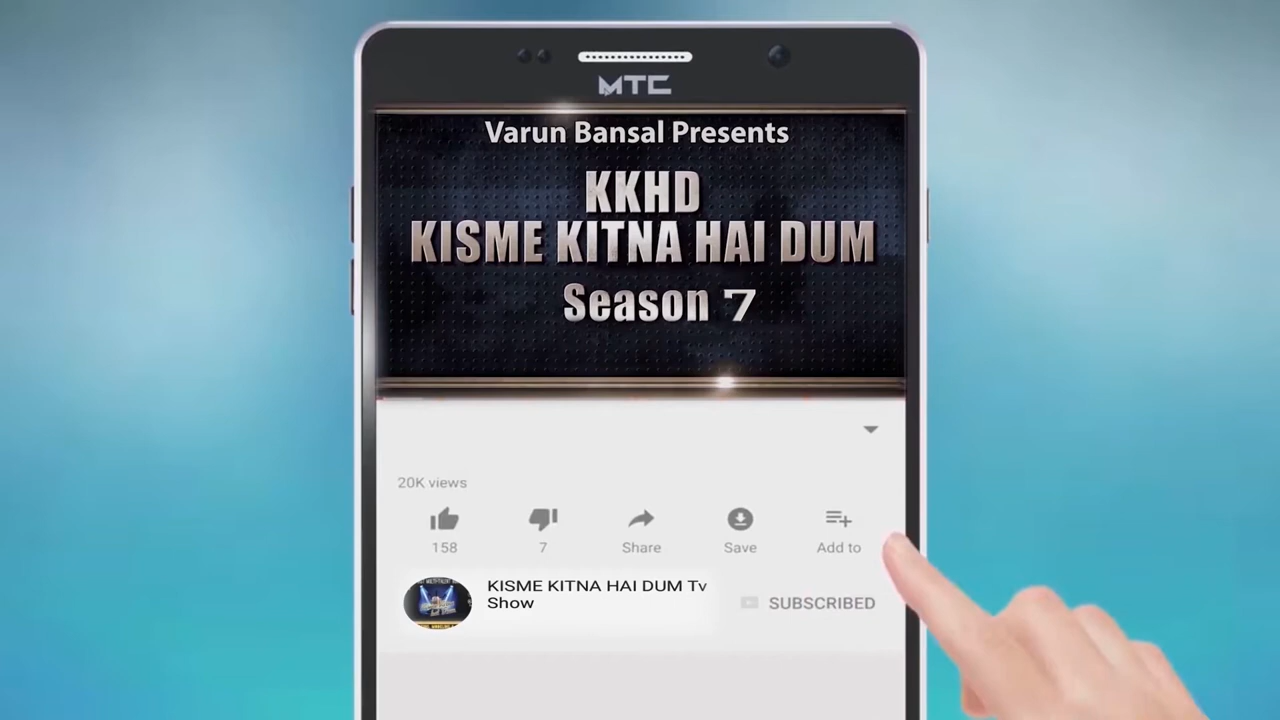 MTC
Varun Bansal Presents
KKHD
KISME KITNA HAI DUM
Season 7
20K views
158
7
Share
Save
Add to
KISME KITNA HAI DUM Tv
Show
SUBSCRIBED